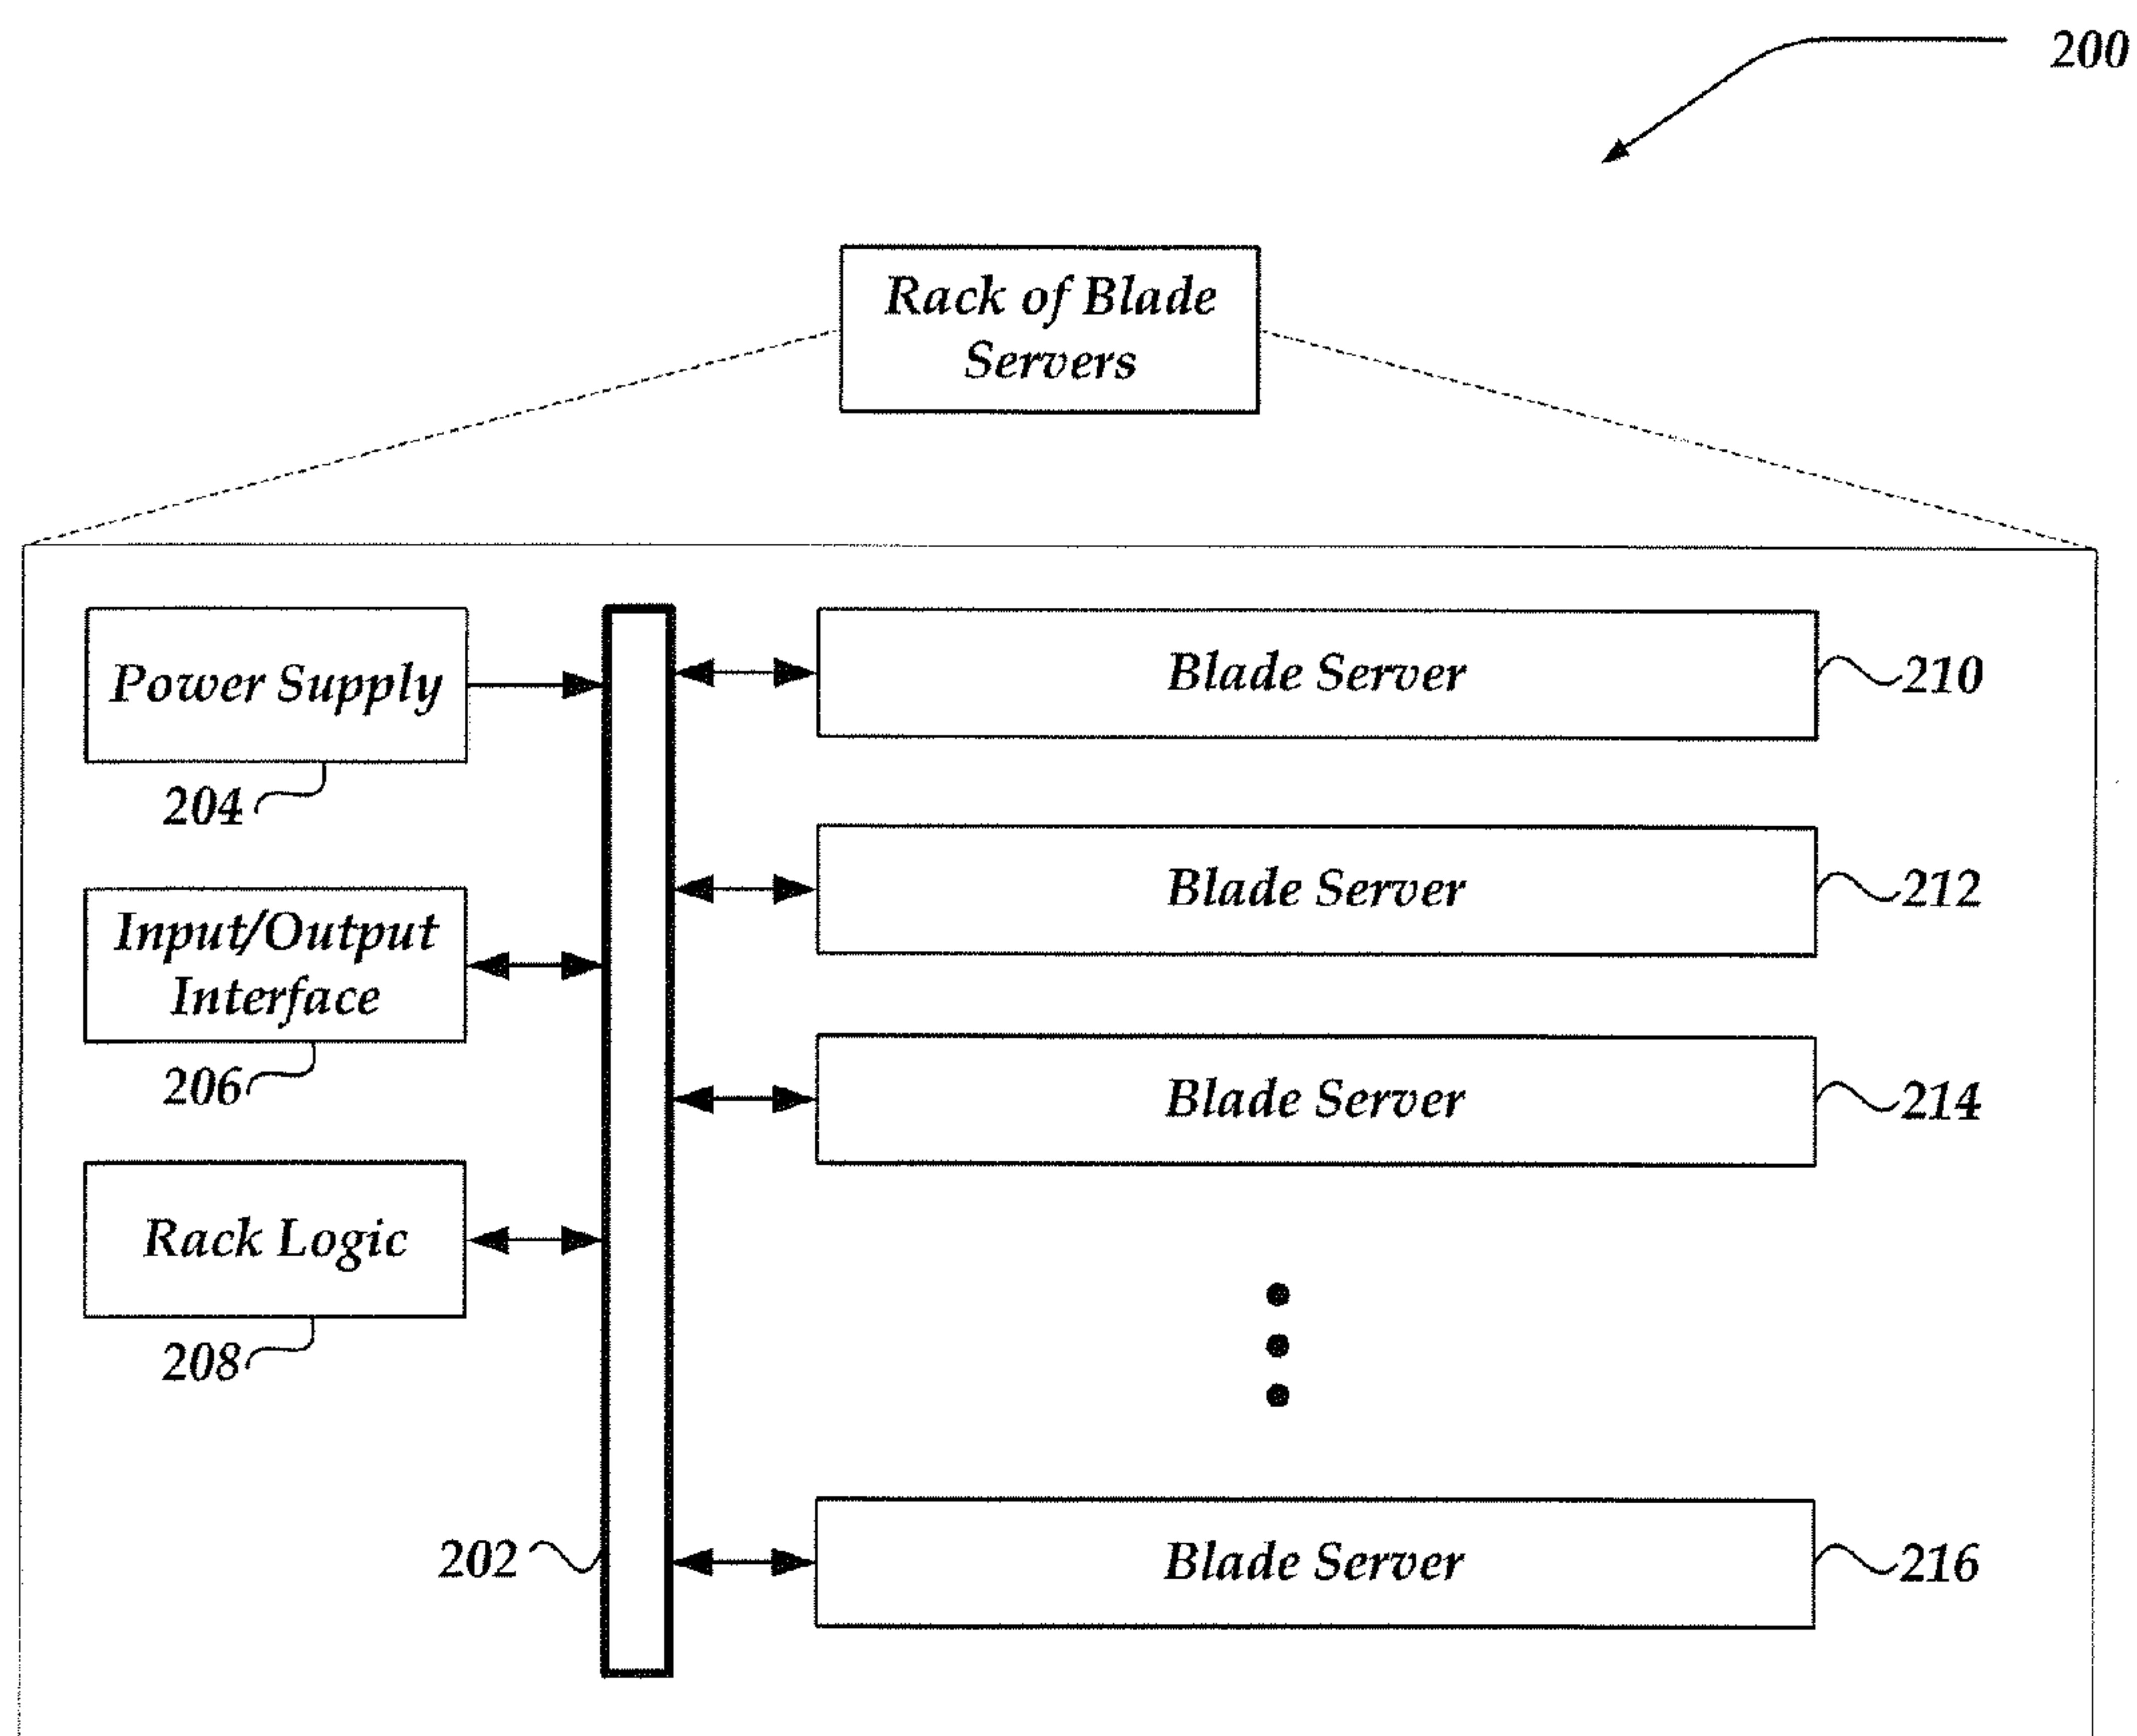 200
Rack of Blade
Servers
Power Supply
204
Input/Output
Interface
206
Rack Logic
208
202
Blade Server
210
Blade Server
212
Blade Server
214
Blade Server
216